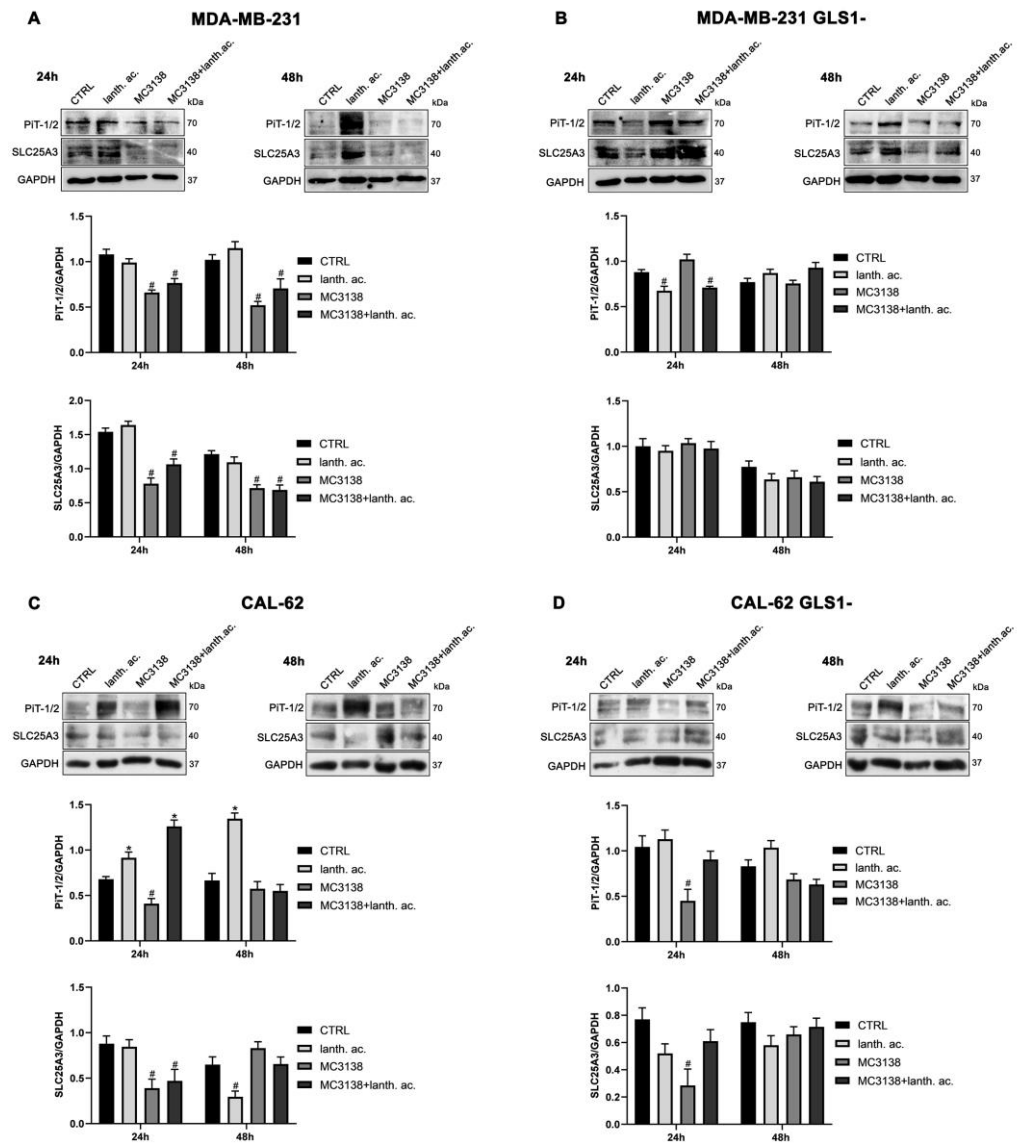 A
MDA-MB-231
24h
CTRL
lanth. ac.
MC3138
MC3138+lanth.ac.
kDa
PiT-1/2
70
SLC25A3
40
GAPDH
37
48h
CTRL
lanth. ac.
MC3138
MC3138+lanth.ac.
kDa
PiT-1/2
70
SLC25A3
40
GAPDH
37
PiT-1/2/GAPDH
1.5
1.0
0.5
0.0
# # # #
24h
48h
CTRL
lanth. ac.
MC3138
MC3138+lanth. ac.
SLC25A3/GAPDH
2.0
1.5
1.0
0.5
0.0
# # # #
24h
48h
CTRL
lanth. ac.
MC3138
MC3138+lanth. ac.
B
MDA-MB-231 GLS1-
24h
CTRL
lanth. ac.
MC3138
MC3138+lanth.ac.
kDa
PiT-1/2
70
SLC25A3
40
GAPDH
37
48h
CTRL
lanth. ac.
MC3138
MC3138+lanth.ac.
kDa
PiT-1/2
70
SLC25A3
40
GAPDH
37
PiT-1/2/GAPDH
1.5
1.0
0.5
0.0
# #
24h
48h
CTRL
lanth. ac.
MC3138
MC3138+lanth. ac.
SLC25A3/GAPDH
1.5
1.0
0.5
0.0
24h
48h
CTRL
lanth. ac.
MC3138
MC3138+lanth. ac.
C
CAL-62
24h
CTRL
lanth. ac.
MC3138
MC3138+lanth.ac.
kDa
PiT-1/2
70
SLC25A3
40
GAPDH
37
48h
CTRL
lanth. ac.
MC3138
MC3138+lanth.ac.
kDa
PiT-1/2
70
SLC25A3
40
GAPDH
37
PiT-1/2/GAPDH
1.5
1.0
0.5
0.0
* # * *
24h
48h
CTRL
lanth. ac.
MC3138
MC3138+lanth. ac.
SLC25A3/GAPDH
1.5
1.0
0.5
0.0
# # #
24h
48h
CTRL
lanth. ac.
MC3138
MC3138+lanth. ac.
D
CAL-62 GLS1-
24h
CTRL
lanth. ac.
MC3138
MC3138+lanth.ac.
kDa
PiT-1/2
70
SLC25A3
40
GAPDH
37
48h
CTRL
lanth. ac.
MC3138
MC3138+lanth.ac.
kDa
PiT-1/2
70
SLC25A3
40
GAPDH
37
PiT-1/2/GAPDH
1.5
1.0
0.5
0.0
#
24h
48h
CTRL
lanth. ac.
MC3138
MC3138+lanth. ac.
SLC25A3/GAPDH
1.0
0.8
0.6
0.4
0.2
0.0
#
24h
48h
CTRL
lanth. ac.
MC3138
MC3138+lanth. ac.